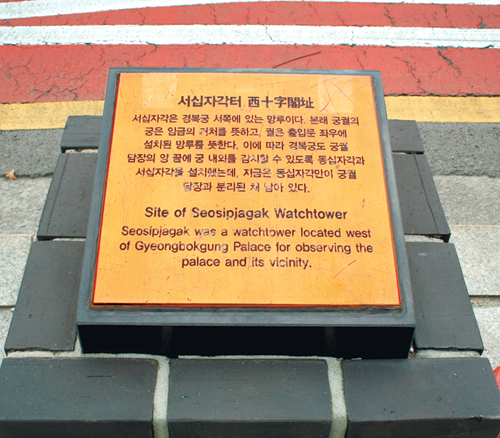 서십자각터 西十字閣址
서십자각은 경복궁 서쪽에 있는 망루이다. 본래 궁궐의
궁은 임금의 거처를 뜻하고, 궐은 출입문 좌우에
설치된 망루를 뜻한다. 이에 따라 경복궁도 궁궐
담장의 양 끝에 궁 내외를 감시할 수 있도록 동십자각과
서십자각을 설치했는데, 지금은 동십자각만이 궁궐
담장과 분리된 채 남아 있다.
Site of Seosipjagak Watchtower
Seosipjagak was a watchtower located west
of Gyeongbokgung Palace for observing the
palace and its vicinity.